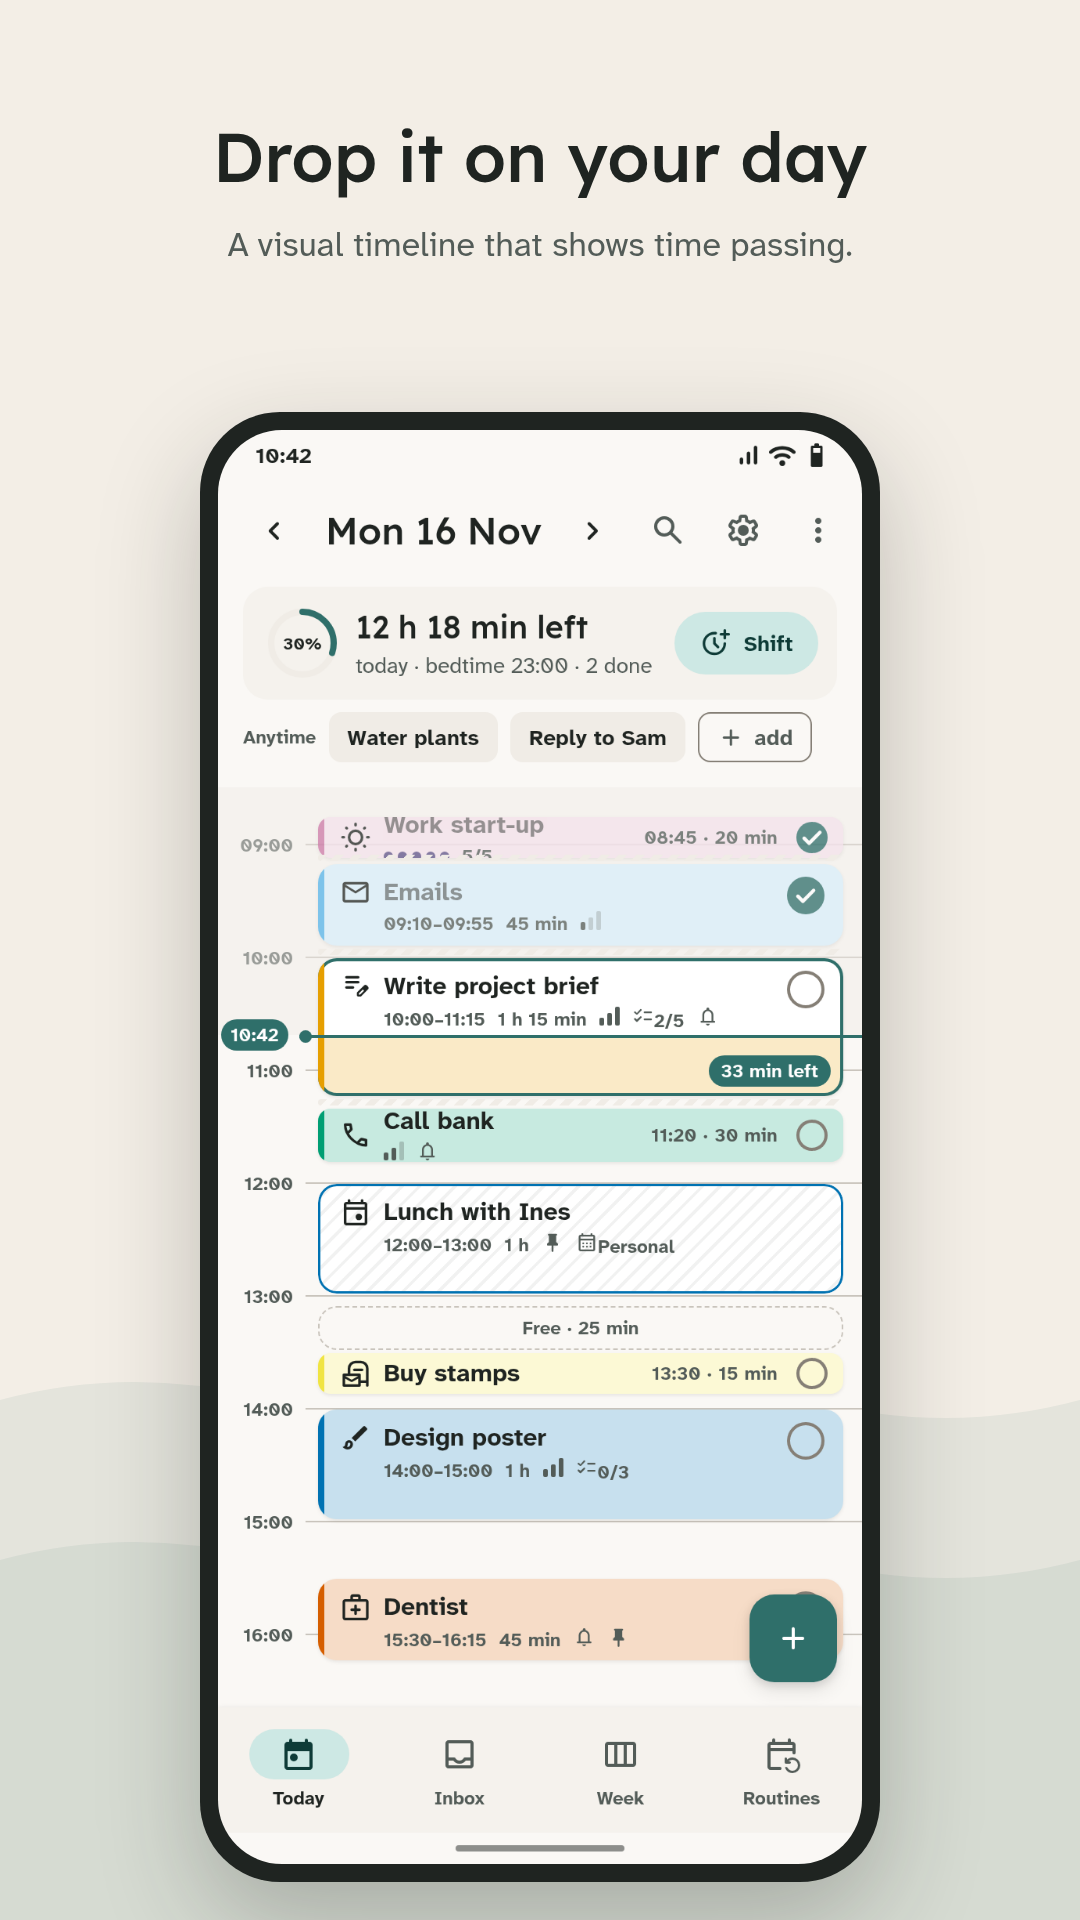 Drop it on your day
A visual timeline that shows time passing.
10:42
Mon 16 Nov
30%
12 h 18 min left
today · bedtime 23:00 · 2 done
Shift
Anytime
Water plants
Reply to Sam
+ add
09:00
Work start-up
5/5
08:45 · 20 min
Emails
09:10–09:55 45 min
10:00
Write project brief
10:00–11:15 1 h 15 min 2/5
10:42
33 min left
11:00
Call bank
11:20 · 30 min
12:00
Lunch with Ines
12:00–13:00 1 h Personal
13:00
Free · 25 min
Buy stamps
13:30 · 15 min
14:00
Design poster
14:00–15:00 1 h 0/3
15:00
Dentist
15:30–16:15 45 min
16:00
+
Today
Inbox
Week
Routines